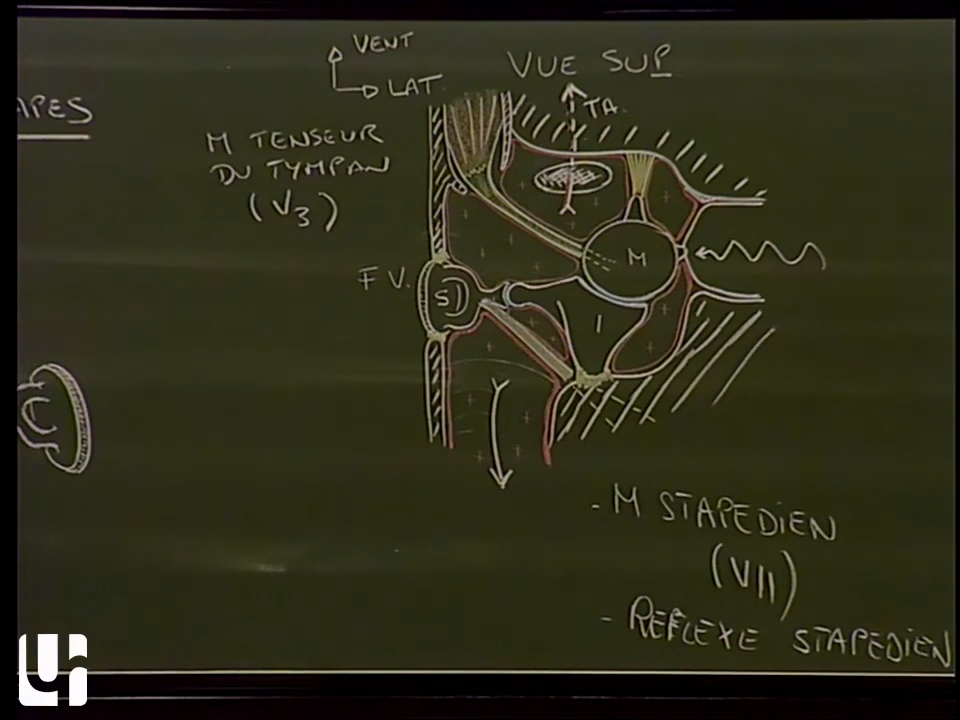 VENT
LAT.
VUE SUP
TA.
APES
M TENSEUR
DU TYMPAN
(V3)
M
F V.
S
I
- M STAPEDIEN
(VII)
- REFLEXE STAPEDIEN